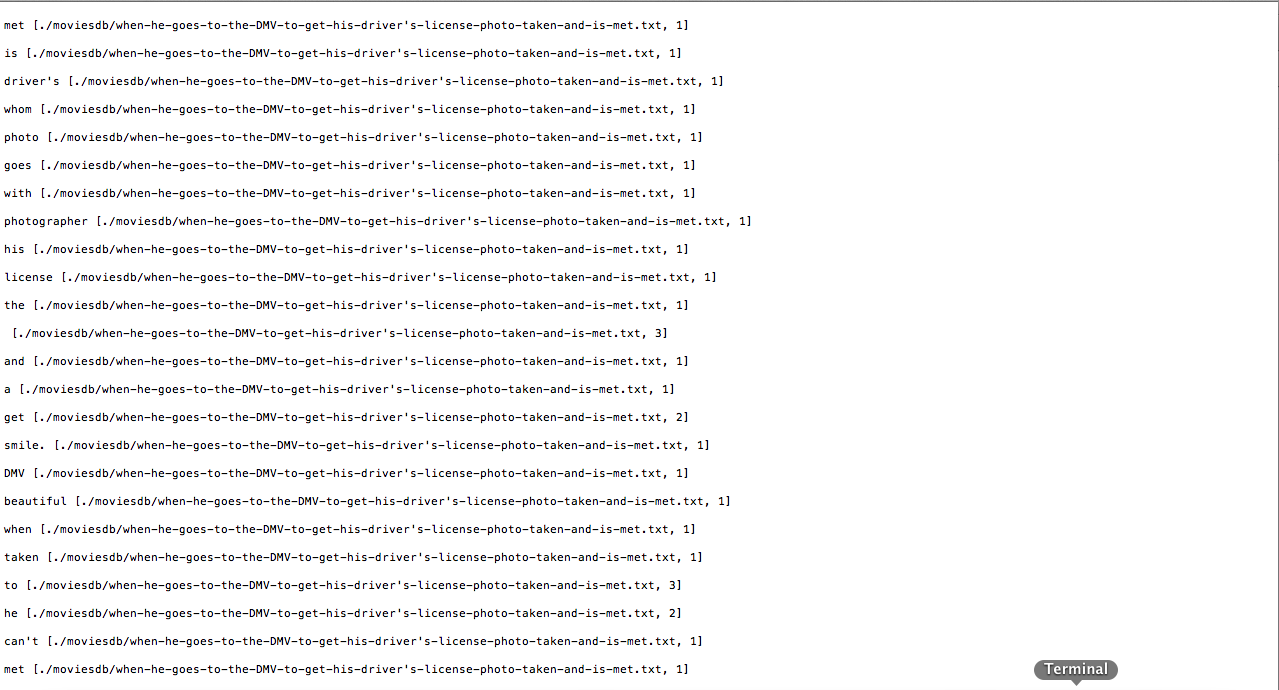 met [./moviesdb/when-he-goes-to-the-DMV-to-get-his-driver's-license-photo-taken-and-is-met.txt, 1]
is [./moviesdb/when-he-goes-to-the-DMV-to-get-his-driver's-license-photo-taken-and-is-met.txt, 1]
driver's [./moviesdb/when-he-goes-to-the-DMV-to-get-his-driver's-license-photo-taken-and-is-met.txt, 1]
whom [./moviesdb/when-he-goes-to-the-DMV-to-get-his-driver's-license-photo-taken-and-is-met.txt, 1]
photo [./moviesdb/when-he-goes-to-the-DMV-to-get-his-driver's-license-photo-taken-and-is-met.txt, 1]
goes [./moviesdb/when-he-goes-to-the-DMV-to-get-his-driver's-license-photo-taken-and-is-met.txt, 1]
with [./moviesdb/when-he-goes-to-the-DMV-to-get-his-driver's-license-photo-taken-and-is-met.txt, 1]
photographer [./moviesdb/when-he-goes-to-the-DMV-to-get-his-driver's-license-photo-taken-and-is-met.txt, 1]
his [./moviesdb/when-he-goes-to-the-DMV-to-get-his-driver's-license-photo-taken-and-is-met.txt, 1]
license [./moviesdb/when-he-goes-to-the-DMV-to-get-his-driver's-license-photo-taken-and-is-met.txt, 1]
the [./moviesdb/when-he-goes-to-the-DMV-to-get-his-driver's-license-photo-taken-and-is-met.txt, 1]
[./moviesdb/when-he-goes-to-the-DMV-to-get-his-driver's-license-photo-taken-and-is-met.txt, 3]
and [./moviesdb/when-he-goes-to-the-DMV-to-get-his-driver's-license-photo-taken-and-is-met.txt, 1]
a [./moviesdb/when-he-goes-to-the-DMV-to-get-his-driver's-license-photo-taken-and-is-met.txt, 1]
get [./moviesdb/when-he-goes-to-the-DMV-to-get-his-driver's-license-photo-taken-and-is-met.txt, 2]
smile. [./moviesdb/when-he-goes-to-the-DMV-to-get-his-driver's-license-photo-taken-and-is-met.txt, 1]
DMV [./moviesdb/when-he-goes-to-the-DMV-to-get-his-driver's-license-photo-taken-and-is-met.txt, 1]
beautiful [./moviesdb/when-he-goes-to-the-DMV-to-get-his-driver's-license-photo-taken-and-is-met.txt, 1]
when [./moviesdb/when-he-goes-to-the-DMV-to-get-his-driver's-license-photo-taken-and-is-met.txt, 1]
taken [./moviesdb/when-he-goes-to-the-DMV-to-get-his-driver's-license-photo-taken-and-is-met.txt, 1]
to [./moviesdb/when-he-goes-to-the-DMV-to-get-his-driver's-license-photo-taken-and-is-met.txt, 3]
he [./moviesdb/when-he-goes-to-the-DMV-to-get-his-driver's-license-photo-taken-and-is-met.txt, 2]
can't [./moviesdb/when-he-goes-to-the-DMV-to-get-his-driver's-license-photo-taken-and-is-met.txt, 1]
met [./moviesdb/when-he-goes-to-the-DMV-to-get-his-driver's-license-photo-taken-and-is-met.txt, 1]
Terminal